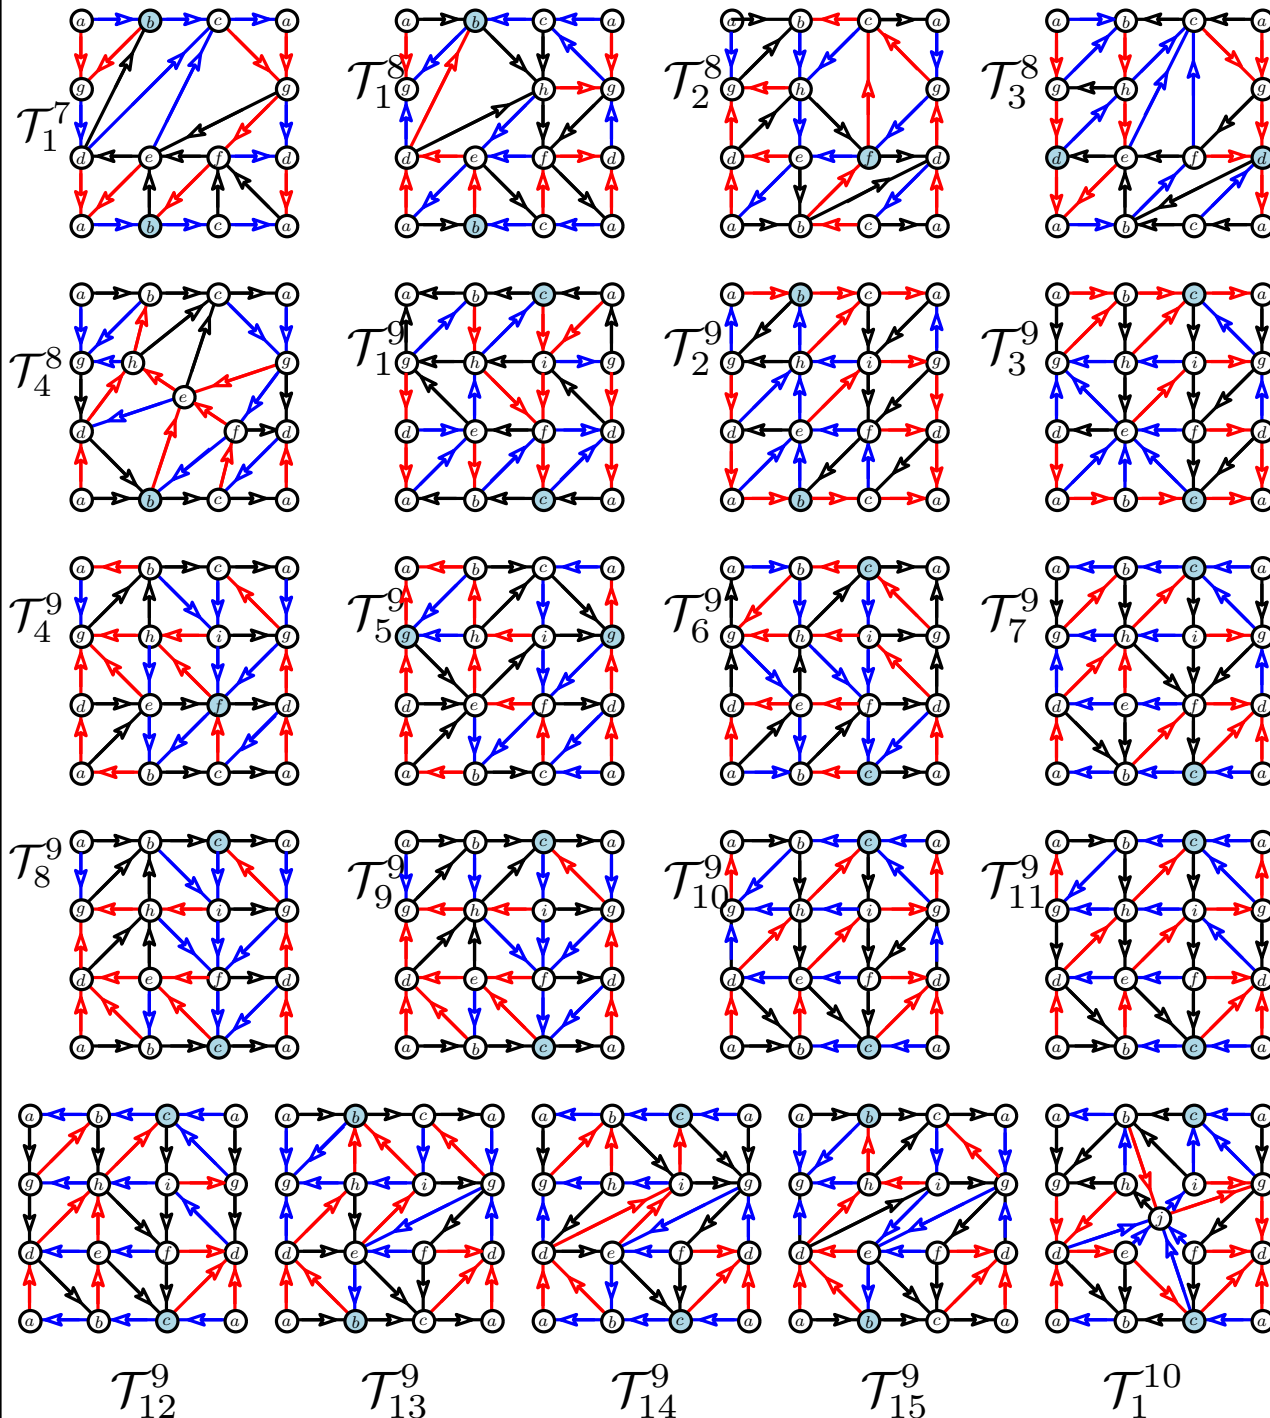 𝒯₁⁷
a b c a
g g
d e f d
a b c a
𝒯₁⁸
a b c a
g h g
d e f d
a b c a
𝒯₂⁸
a b c a
g h g
d e f d
a b c a
𝒯₃⁸
a b c a
g h g
d e f d
a b c a
𝒯₄⁸
a b c a
g h g
e
d f d
a b c a
𝒯₁⁹
a b c a
g h i g
d e f d
a b c a
𝒯₂⁹
a b c a
g h i g
d e f d
a b c a
𝒯₃⁹
a b c a
g h i g
d e f d
a b c a
𝒯₄⁹
a b c a
g h i g
d e f d
a b c a
𝒯₅⁹
a b c a
g h i g
d e f d
a b c a
𝒯₆⁹
a b c a
g h i g
d e f d
a b c a
𝒯₇⁹
a b c a
g h i g
d e f d
a b c a
𝒯₈⁹
a b c a
g h i g
d e f d
a b c a
𝒯₉⁹
a b c a
g h i g
d e f d
a b c a
𝒯₁₀⁹
a b c a
g h i g
d e f d
a b c a
𝒯₁₁⁹
a b c a
g h i g
d e f d
a b c a
a b c a
g h i g
d e f d
a b c a
𝒯₁₂⁹
a b c a
g h i g
d e f d
a b c a
𝒯₁₃⁹
a b c a
g h i g
d e f d
a b c a
𝒯₁₄⁹
a b c a
g h i g
d e f d
a b c a
𝒯₁₅⁹
a b c a
g h i g
j
d e f d
a b c a
𝒯₁¹⁰